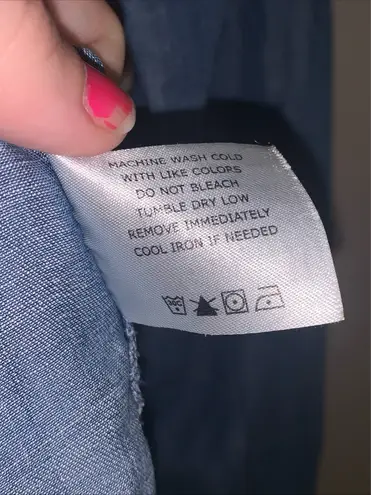 MACHINE WASH COLD
WITH LIKE COLORS
DO NOT BLEACH
TUMBLE DRY LOW
REMOVE IMMEDIATELY
COOL IRON IF NEEDED